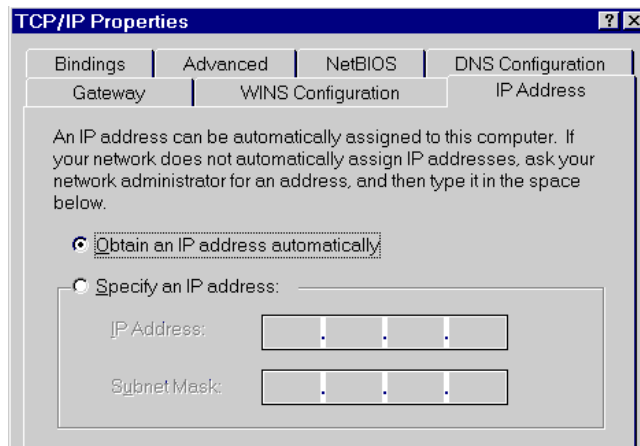 TCP/IP Properties
Bindings Advanced NetBIOS DNS Configuration
Gateway WINS Configuration IP Address
An IP address can be automatically assigned to this computer. If
your network does not automatically assign IP addresses, ask your
network administrator for an address, and then type it in the space
below.
Obtain an IP address automatically
Specify an IP address:
IP Address:
Subnet Mask: